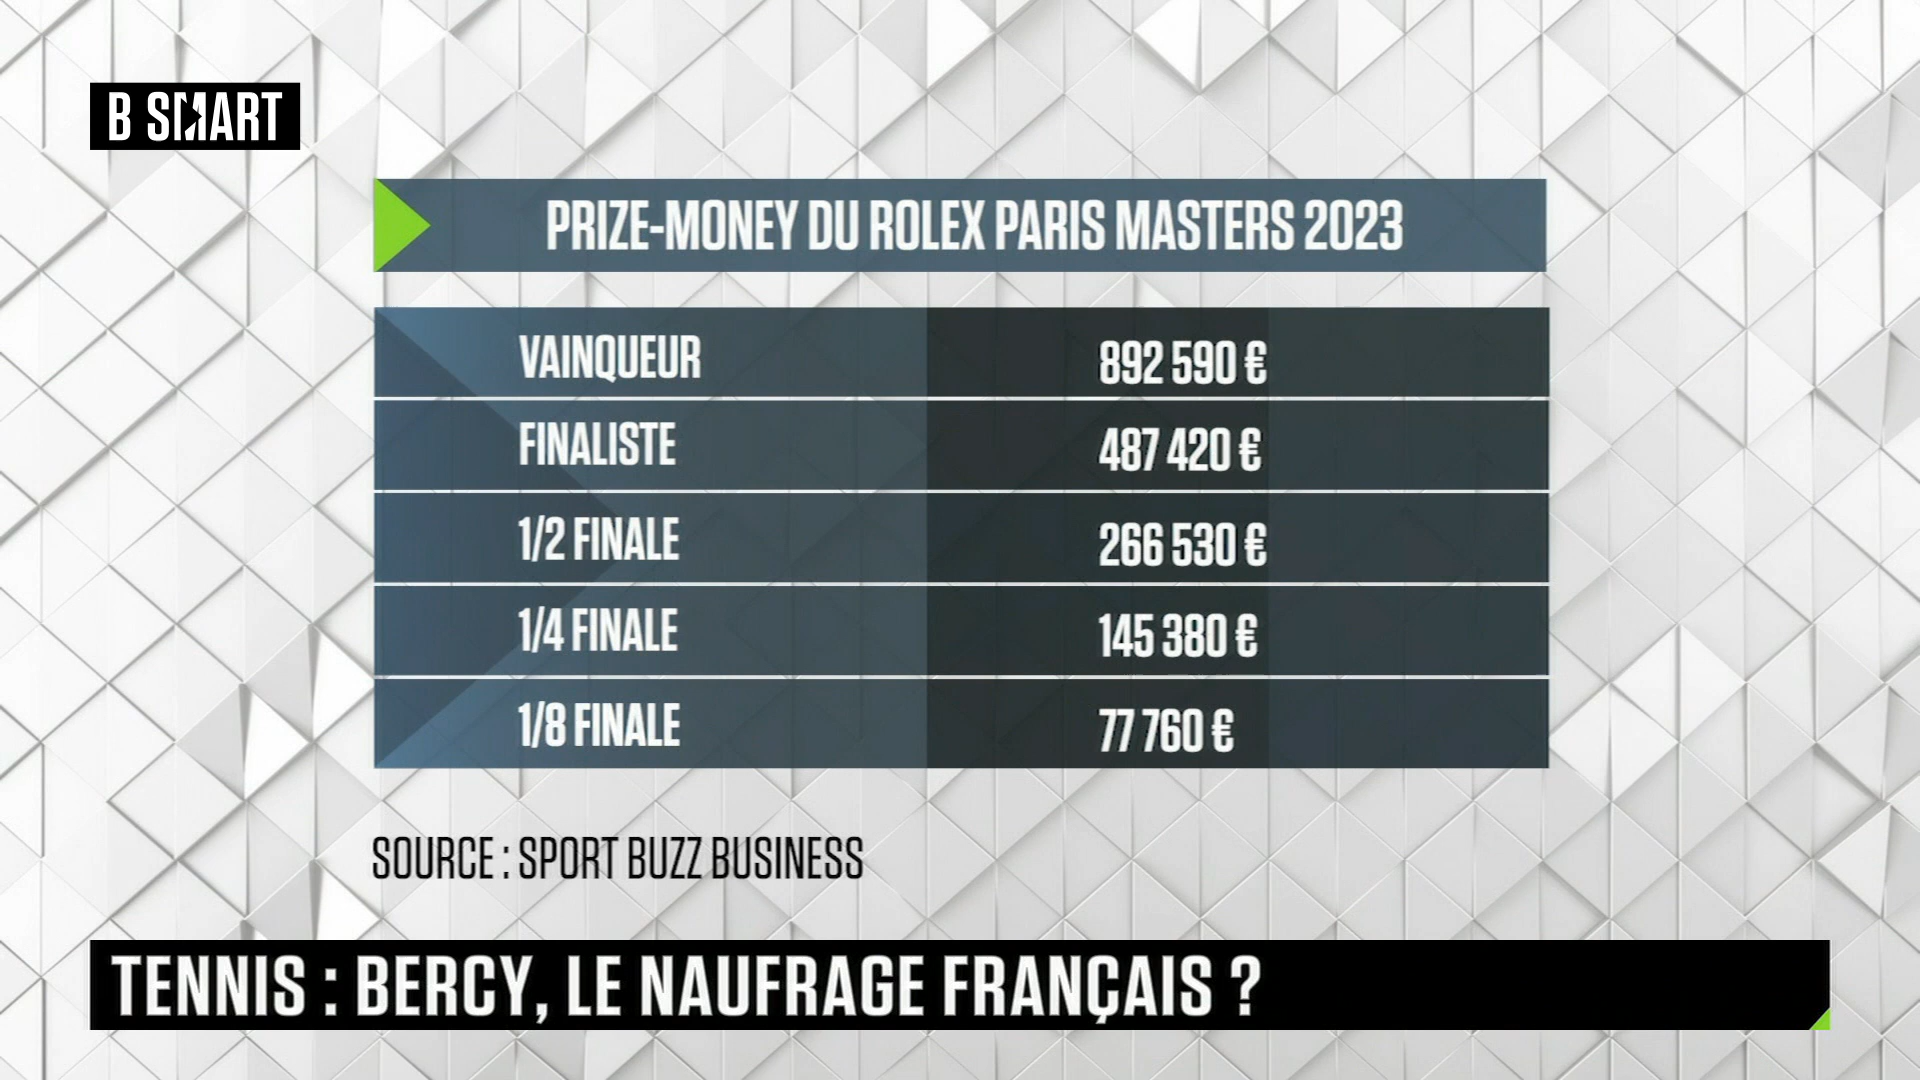 B SMART
PRIZE-MONEY DU ROLEX PARIS MASTERS 2023
VAINQUEUR 892 590 €
FINALISTE 487 420 €
1/2 FINALE 266 530 €
1/4 FINALE 145 380 €
1/8 FINALE 77 760 €
SOURCE : SPORT BUZZ BUSINESS
TENNIS : BERCY, LE NAUFRAGE FRANÇAIS ?